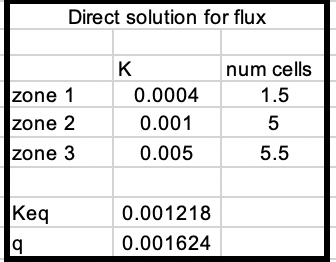 Direct solution for flux
K num cells
zone 1 0.0004 1.5
zone 2 0.001 5
zone 3 0.005 5.5
Keq 0.001218
q 0.001624